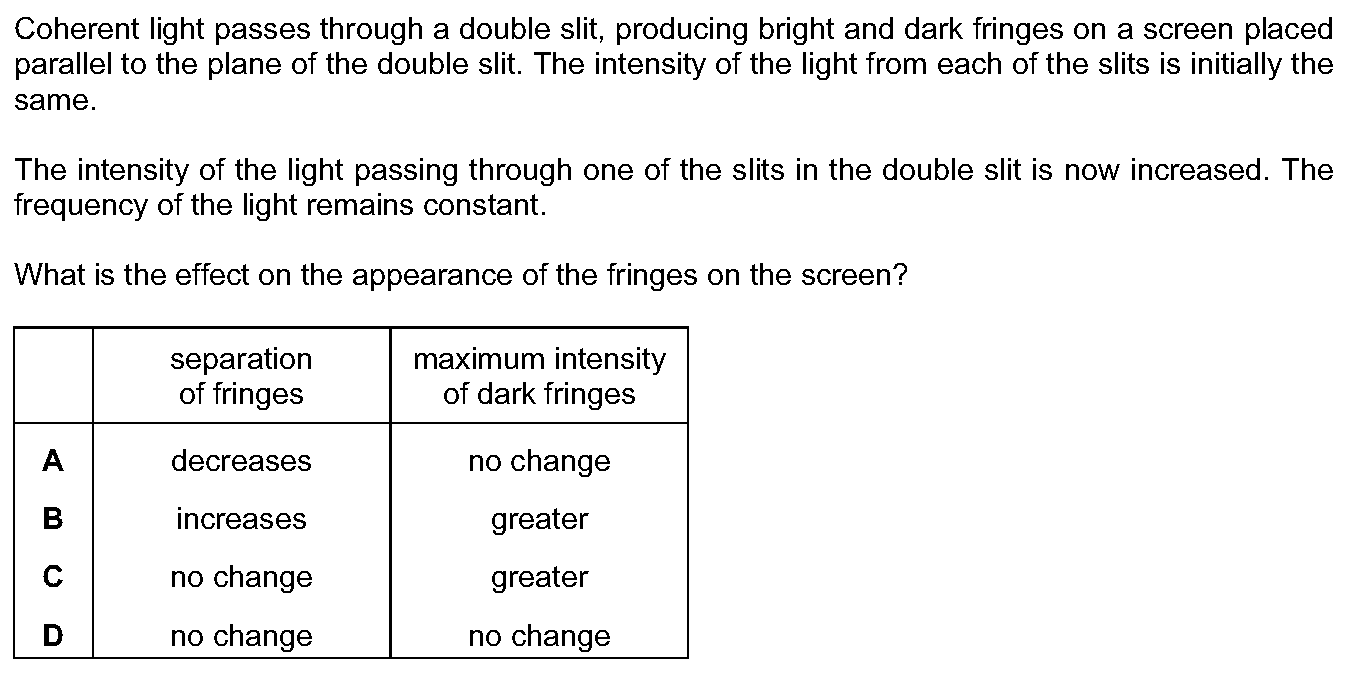 Coherent light passes through a double slit, producing bright and dark fringes on a screen placed
parallel to the plane of the double slit. The intensity of the light from each of the slits is initially the
same.
The intensity of the light passing through one of the slits in the double slit is now increased. The
frequency of the light remains constant.
What is the effect on the appearance of the fringes on the screen?
separation maximum intensity
of fringes of dark fringes
A decreases no change
B increases greater
C no change greater
D no change no change